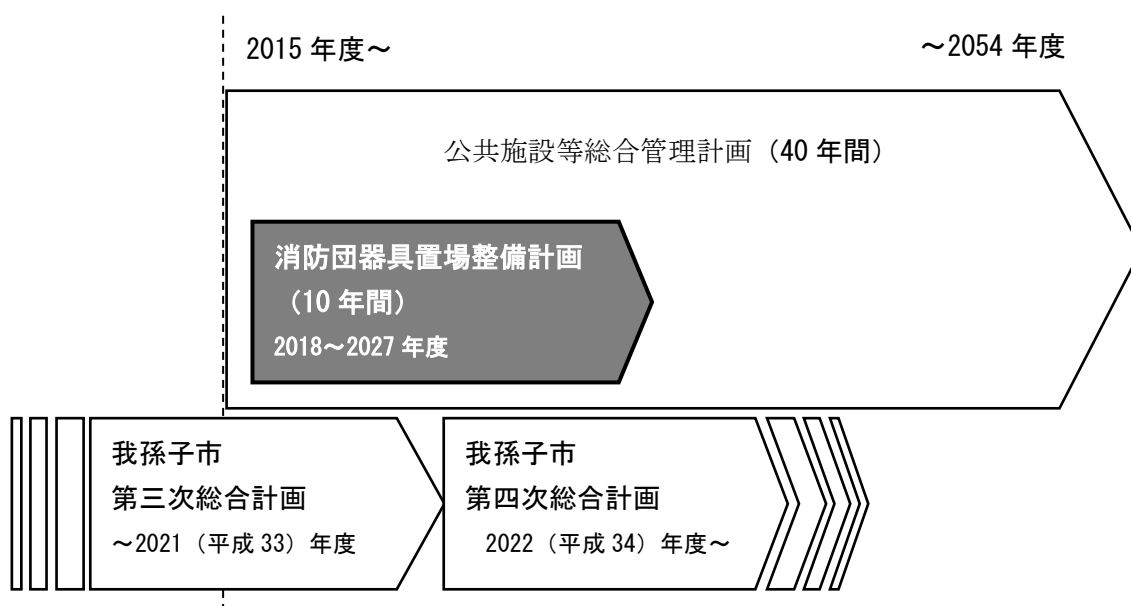 2015 年度～
～2054 年度
公共施設等総合管理計画（40 年間）
消防団器具置場整備計画
（10 年間）
2018～2027 年度
我孫子市
第三次総合計画
～2021（平成 33）年度
我孫子市
第四次総合計画
2022（平成 34）年度～